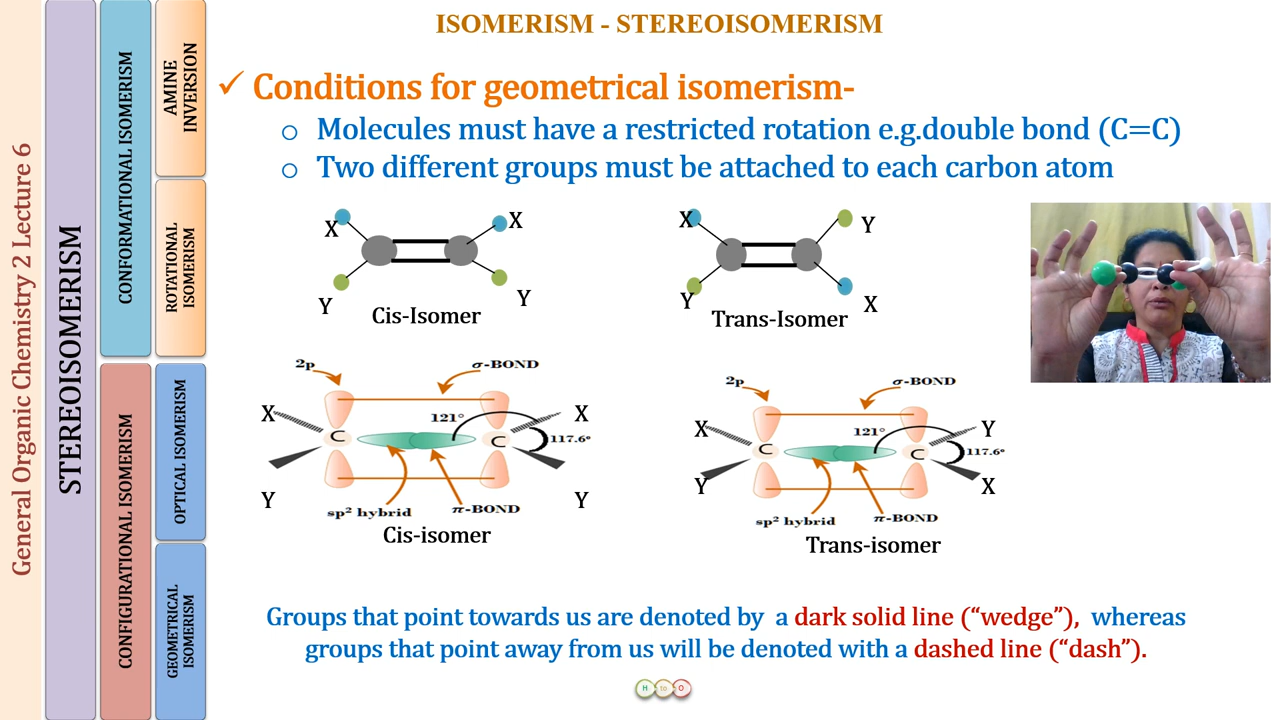 ISOMERISM - STEREOISOMERISM
General Organic Chemistry 2 Lecture 6
STEREOISOMERISM
CONFORMATIONAL ISOMERISM
CONFIGURATIONAL ISOMERISM
AMINE
INVERSION
ROTATIONAL
ISOMERISM
OPTICAL ISOMERISM
GEOMETRICAL
ISOMERISM
✓ Conditions for geometrical isomerism-
o Molecules must have a restricted rotation e.g.double bond (C=C)
o Two different groups must be attached to each carbon atom
X X
Y Y
Cis-Isomer
X Y
Y X
Trans-Isomer
2p σ-BOND
X 121° X
C C 117.6°
Y Y
sp² hybrid π-BOND
Cis-isomer
2p σ-BOND
X 121° Y
C C 117.6°
Y X
sp² hybrid π-BOND
Trans-isomer
Groups that point towards us are denoted by a dark solid line (“wedge”), whereas
groups that point away from us will be denoted with a dashed line (“dash”).
H to O